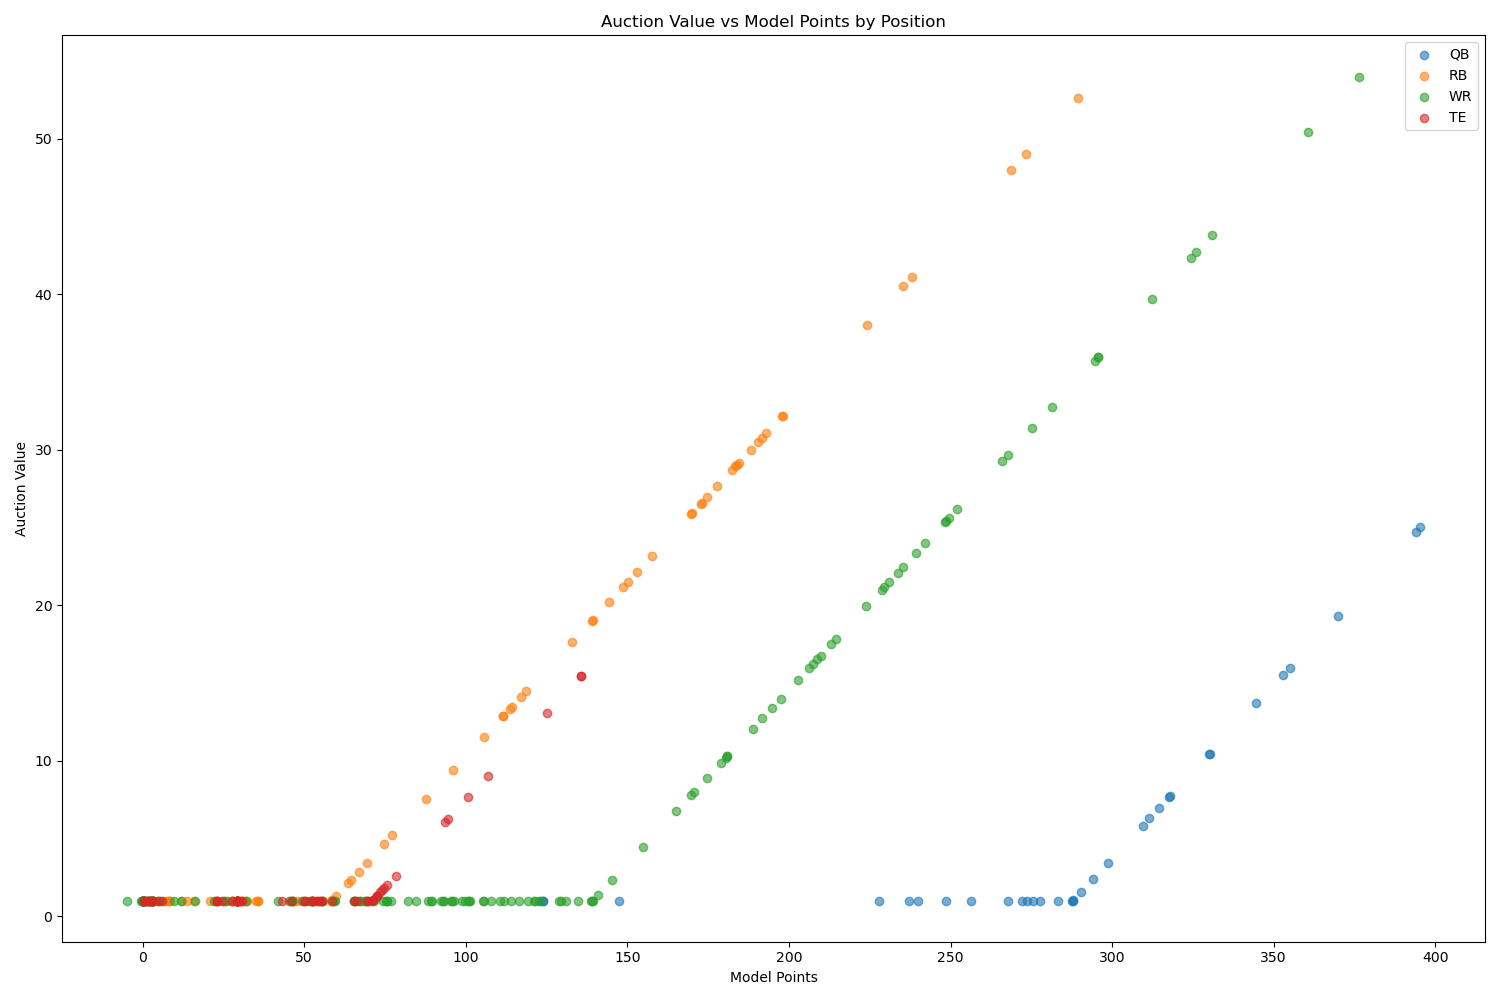 Auction Value vs Model Points by Position
QB
RB
WR
TE
Auction Value
50
40
30
20
10
0
0 50 100 150 200 250 300 350 400
Model Points